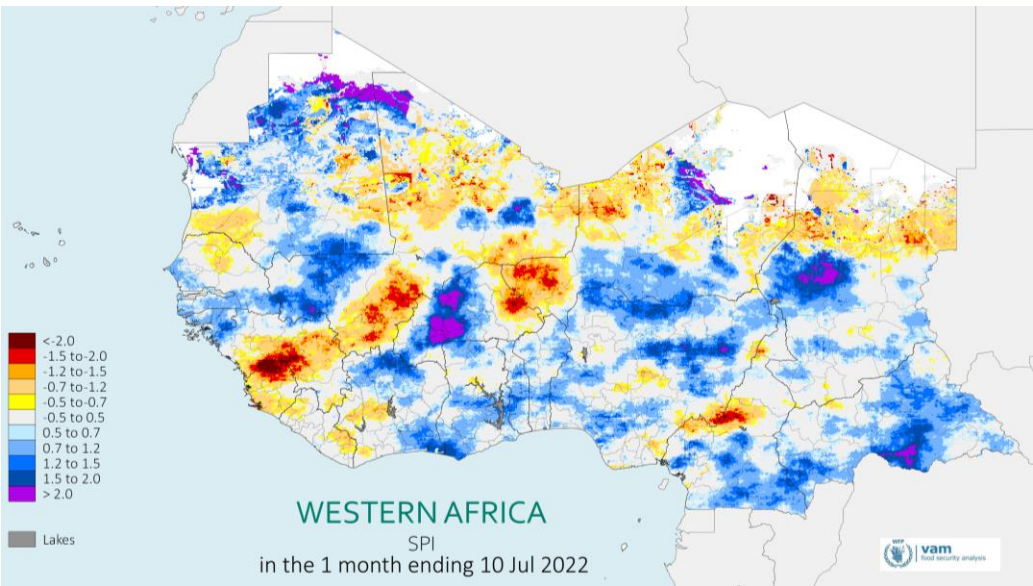 <-2.0
-1.5 to-2.0
-1.2 to-1.5
-0.7 to-1.2
-0.5 to-0.7
-0.5 to 0.5
0.5 to 0.7
0.7 to 1.2
1.2 to 1.5
1.5 to 2.0
> 2.0
Lakes
WESTERN AFRICA
SPI
in the 1 month ending 10 Jul 2022
WFP
vam
food security analysis